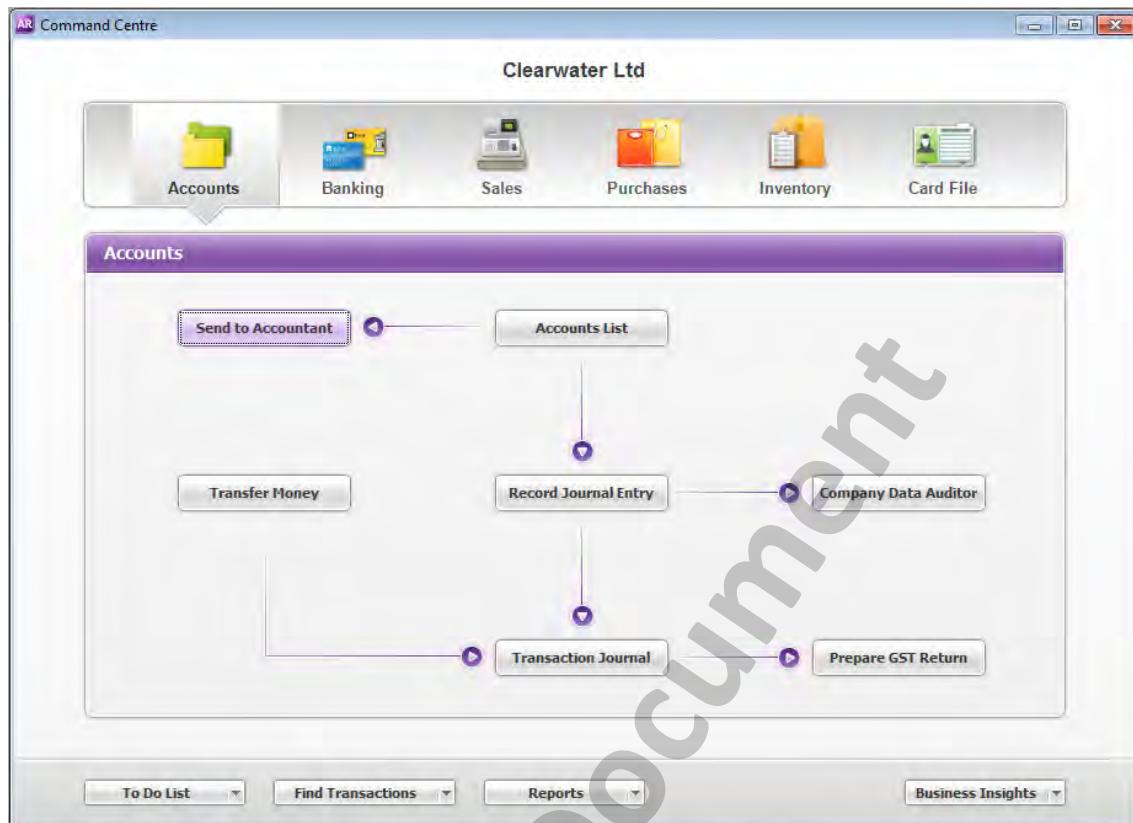 AR Command Centre
Clearwater Ltd
Accounts Banking Sales Purchases Inventory Card File
Accounts
Send to Accountant Accounts List
Transfer Money Record Journal Entry Company Data Auditor
Transaction Journal Prepare GST Return
To Do List Find Transactions Reports Business Insights
ocument